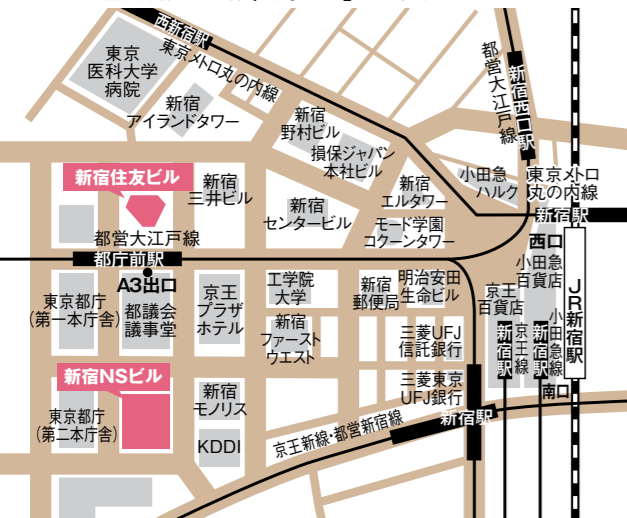 西新宿駅
東京メトロ丸の内線
東京
医科大学
病院
新宿
アイランドタワー
新宿
野村ビル
損保ジャパン
本社ビル
都営大江戸線
新宿西口駅
新宿住友ビル
新宿
三井ビル
新宿
センタービル
新宿
エルタワー
モード学園
コクーンタワー
小田急
ハルク
東京メトロ
丸の内線
新宿駅
西口
小田急
百貨店
都営大江戸線
都庁前駅
A3出口
東京都庁
(第一本庁舎)
都議会
議事堂
京王
プラザ
ホテル
工学院
大学
新宿
ファースト
ウエスト
新宿
郵便局
明治安田
生命ビル
三菱UFJ
信託銀行
三菱東京
UFJ銀行
京王
百貨店
新宿駅
京王線
新宿駅
小田急線
JR新宿駅
南口
新宿NSビル
東京都庁
(第二本庁舎)
新宿
モノリス
KDDI
京王新線・都営新宿線
新宿駅